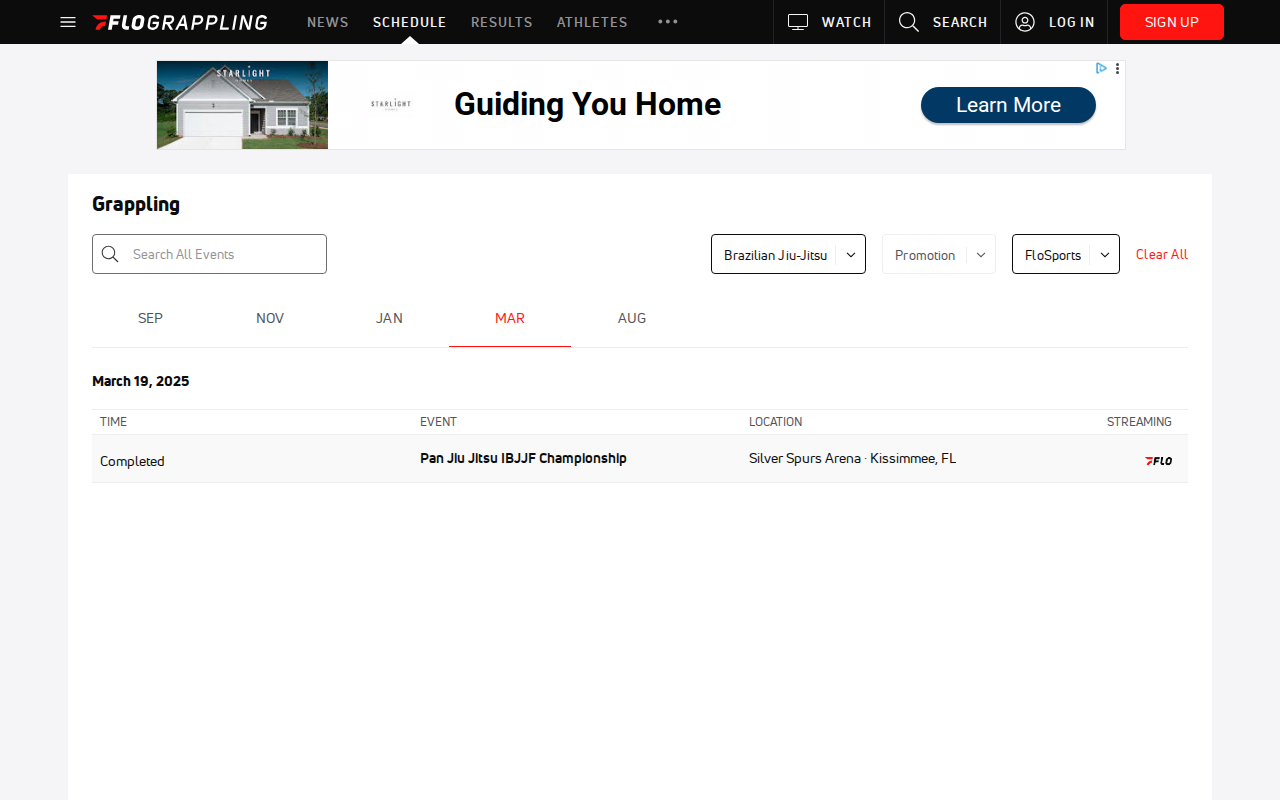 FLOGRAPPLING NEWS SCHEDULE RESULTS ATHLETES WATCH SEARCH LOG IN SIGN UP
STARLIGHT
HOMES
STARLIGHT
HOMES
Guiding You Home
Learn More
Grappling
Search All Events
Brazilian Jiu-Jitsu
Promotion
FloSports
Clear All
SEP NOV JAN MAR AUG
March 19, 2025
TIME EVENT LOCATION STREAMING
Completed Pan Jiu Jitsu IBJJF Championship Silver Spurs Arena · Kissimmee, FL FLO